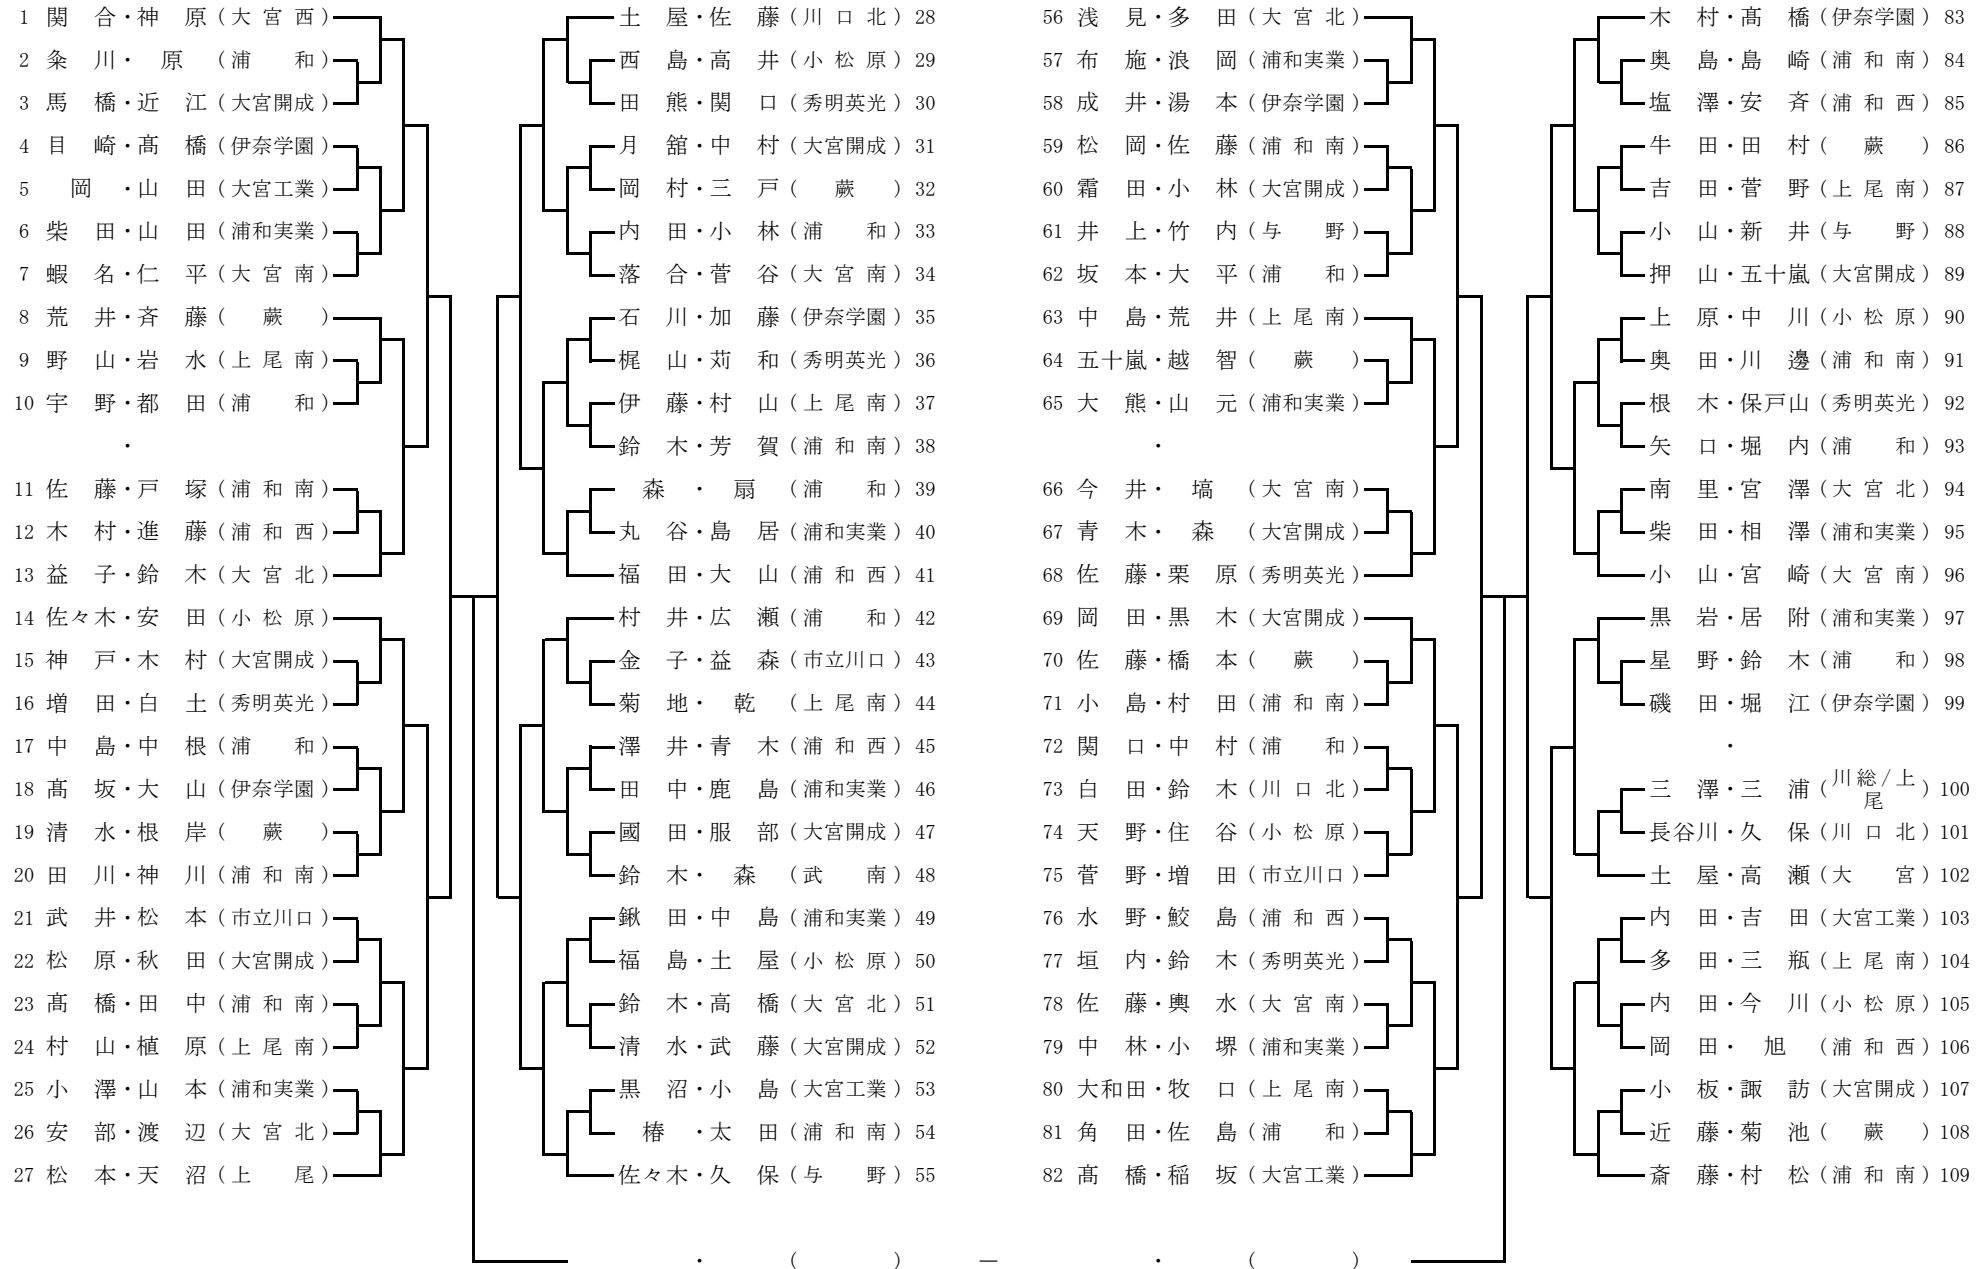 1 関合・神原(大宮西)
2 粂川・原(浦和)
3 馬橋・近江(大宮開成)
4 目崎・髙橋(伊奈学園)
5 岡・山田(大宮工業)
6 柴田・山田(浦和実業)
7 蝦名・仁平(大宮南)
8 荒井・斉藤(蕨)
9 野山・岩水(上尾南)
10 宇野・都田(浦和)
・
11 佐藤・戸塚(浦和南)
12 木村・進藤(浦和西)
13 益子・鈴木(大宮北)
14 佐々木・安田(小松原)
15 神戸・木村(大宮開成)
16 増田・白土(秀明英光)
17 中島・中根(浦和)
18 髙坂・大山(伊奈学園)
19 清水・根岸(蕨)
20 田川・神川(浦和南)
21 武井・松本(市立川口)
22 松原・秋田(大宮開成)
23 髙橋・田中(浦和南)
24 村山・植原(上尾南)
25 小澤・山本(浦和実業)
26 安部・渡辺(大宮北)
27 松本・天沼(上尾)
土屋・佐藤(川口北) 28
西島・高井(小松原) 29
田熊・関口(秀明英光) 30
月舘・中村(大宮開成) 31
岡村・三戸(蕨) 32
内田・小林(浦和) 33
落合・菅谷(大宮南) 34
石川・加藤(伊奈学園) 35
梶山・苅和(秀明英光) 36
伊藤・村山(上尾南) 37
鈴木・芳賀(浦和南) 38
森・扇(浦和) 39
丸谷・島居(浦和実業) 40
福田・大山(浦和西) 41
村井・広瀬(浦和) 42
金子・益森(市立川口) 43
菊地・乾(上尾南) 44
澤井・青木(浦和西) 45
田中・鹿島(浦和実業) 46
國田・服部(大宮開成) 47
鈴木・森(武南) 48
鍬田・中島(浦和実業) 49
福島・土屋(小松原) 50
鈴木・高橋(大宮北) 51
清水・武藤(大宮開成) 52
黒沼・小島(大宮工業) 53
椿・太田(浦和南) 54
佐々木・久保(与野) 55
56 浅見・多田(大宮北)
57 布施・浪岡(浦和実業)
58 成井・湯本(伊奈学園)
59 松岡・佐藤(浦和南)
60 霜田・小林(大宮開成)
61 井上・竹内(与野)
62 坂本・大平(浦和)
63 中島・荒井(上尾南)
64 五十嵐・越智(蕨)
65 大熊・山元(浦和実業)
・
66 今井・塙(大宮南)
67 青木・森(大宮開成)
68 佐藤・栗原(秀明英光)
69 岡田・黒木(大宮開成)
70 佐藤・橋本(蕨)
71 小島・村田(浦和南)
72 関口・中村(浦和)
73 白田・鈴木(川口北)
74 天野・住谷(小松原)
75 菅野・増田(市立川口)
76 水野・鮫島(浦和西)
77 垣内・鈴木(秀明英光)
78 佐藤・輿水(大宮南)
79 中林・小堺(浦和実業)
80 大和田・牧口(上尾南)
81 角田・佐島(浦和)
82 髙橋・稲坂(大宮工業)
木村・髙橋(伊奈学園) 83
奥島・島崎(浦和南) 84
塩澤・安斉(浦和西) 85
牛田・田村(蕨) 86
吉田・菅野(上尾南) 87
小山・新井(与野) 88
押山・五十嵐(大宮開成) 89
上原・中川(小松原) 90
奥田・川邊(浦和南) 91
根木・保戸山(秀明英光) 92
矢口・堀内(浦和) 93
南里・宮澤(大宮北) 94
柴田・相澤(浦和実業) 95
小山・宮崎(大宮南) 96
黒岩・居附(浦和実業) 97
星野・鈴木(浦和) 98
磯田・堀江(伊奈学園) 99
・
三澤・三浦(川総/上尾) 100
長谷川・久保(川口北) 101
土屋・高瀬(大宮) 102
内田・吉田(大宮工業) 103
多田・三瓶(上尾南) 104
内田・今川(小松原) 105
岡田・旭(浦和西) 106
小板・諏訪(大宮開成) 107
近藤・菊池(蕨) 108
斎藤・村松(浦和南) 109
・( ) — ・( )